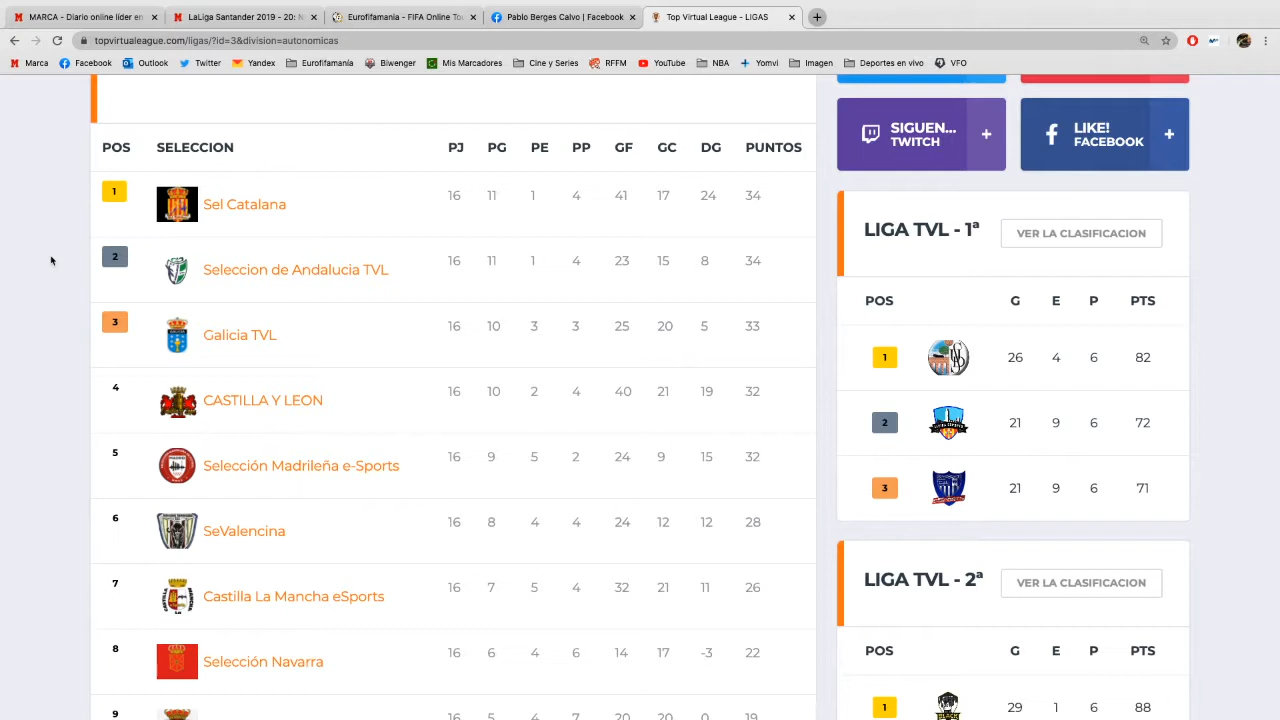 MARCA - Diario online líder en
LaLiga Santander 2019 - 20: N
Eurofifamania - FIFA Online To
Pablo Berges Calvo | Facebook
Top Virtual League - LIGAS
topvirtualeague.com/ligas/?id=3&division=autonomicas
Marca
Facebook
Outlook
Twitter
Yandex
Eurofifamanía
Biwenger
Mis Marcadores
Cine y Series
RFFM
YouTube
NBA
Yomvi
Imagen
Deportes en vivo
VFO
POS SELECCION PJ PG PE PP GF GC DG PUNTOS
1 Sel Catalana 16 11 1 4 41 17 24 34
2 Seleccion de Andalucia TVL 16 11 1 4 23 15 8 34
3 Galicia TVL 16 10 3 3 25 20 5 33
4 CASTILLA Y LEON 16 10 2 4 40 21 19 32
5 Selección Madrileña e-Sports 16 9 5 2 24 9 15 32
6 SeValencina 16 8 4 4 24 12 12 28
7 Castilla La Mancha eSports 16 7 5 4 32 21 11 26
8 Selección Navarra 16 6 4 6 14 17 -3 22
9 16 5 4 7 20 20 0 19
SIGUEN... +
TWITCH
LIKE! +
FACEBOOK
LIGA TVL - 1ª VER LA CLASIFICACION
POS G E P PTS
1 26 4 6 82
2 21 9 6 72
3 21 9 6 71
LIGA TVL - 2ª VER LA CLASIFICACION
POS G E P PTS
1 29 1 6 88